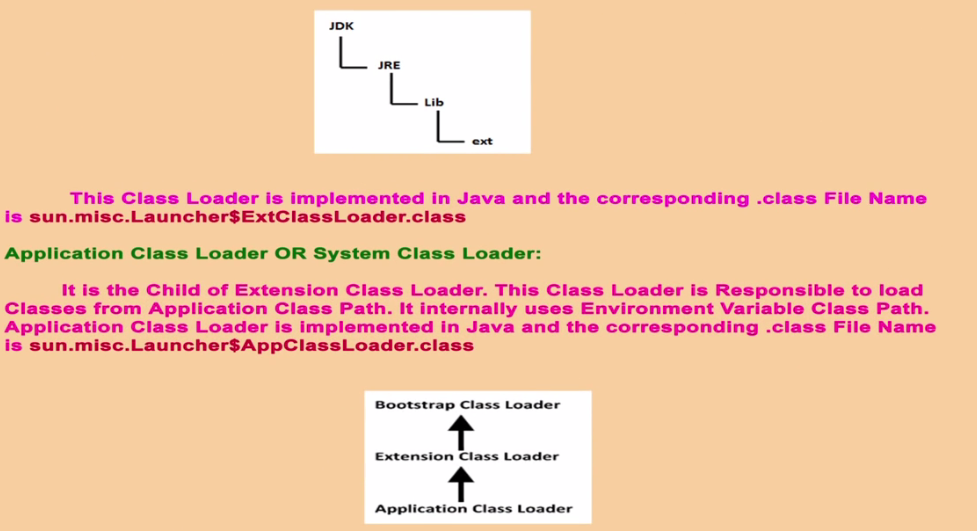 JDK
JRE
Lib
ext
This Class Loader is implemented in Java and the corresponding .class File Name
is sun.misc.Launcher$ExtClassLoader.class
Application Class Loader OR System Class Loader:
It is the Child of Extension Class Loader. This Class Loader is Responsible to load
Classes from Application Class Path. It internally uses Environment Variable Class Path.
Application Class Loader is implemented in Java and the corresponding .class File Name
is sun.misc.Launcher$AppClassLoader.class
Bootstrap Class Loader
Extension Class Loader
Application Class Loader